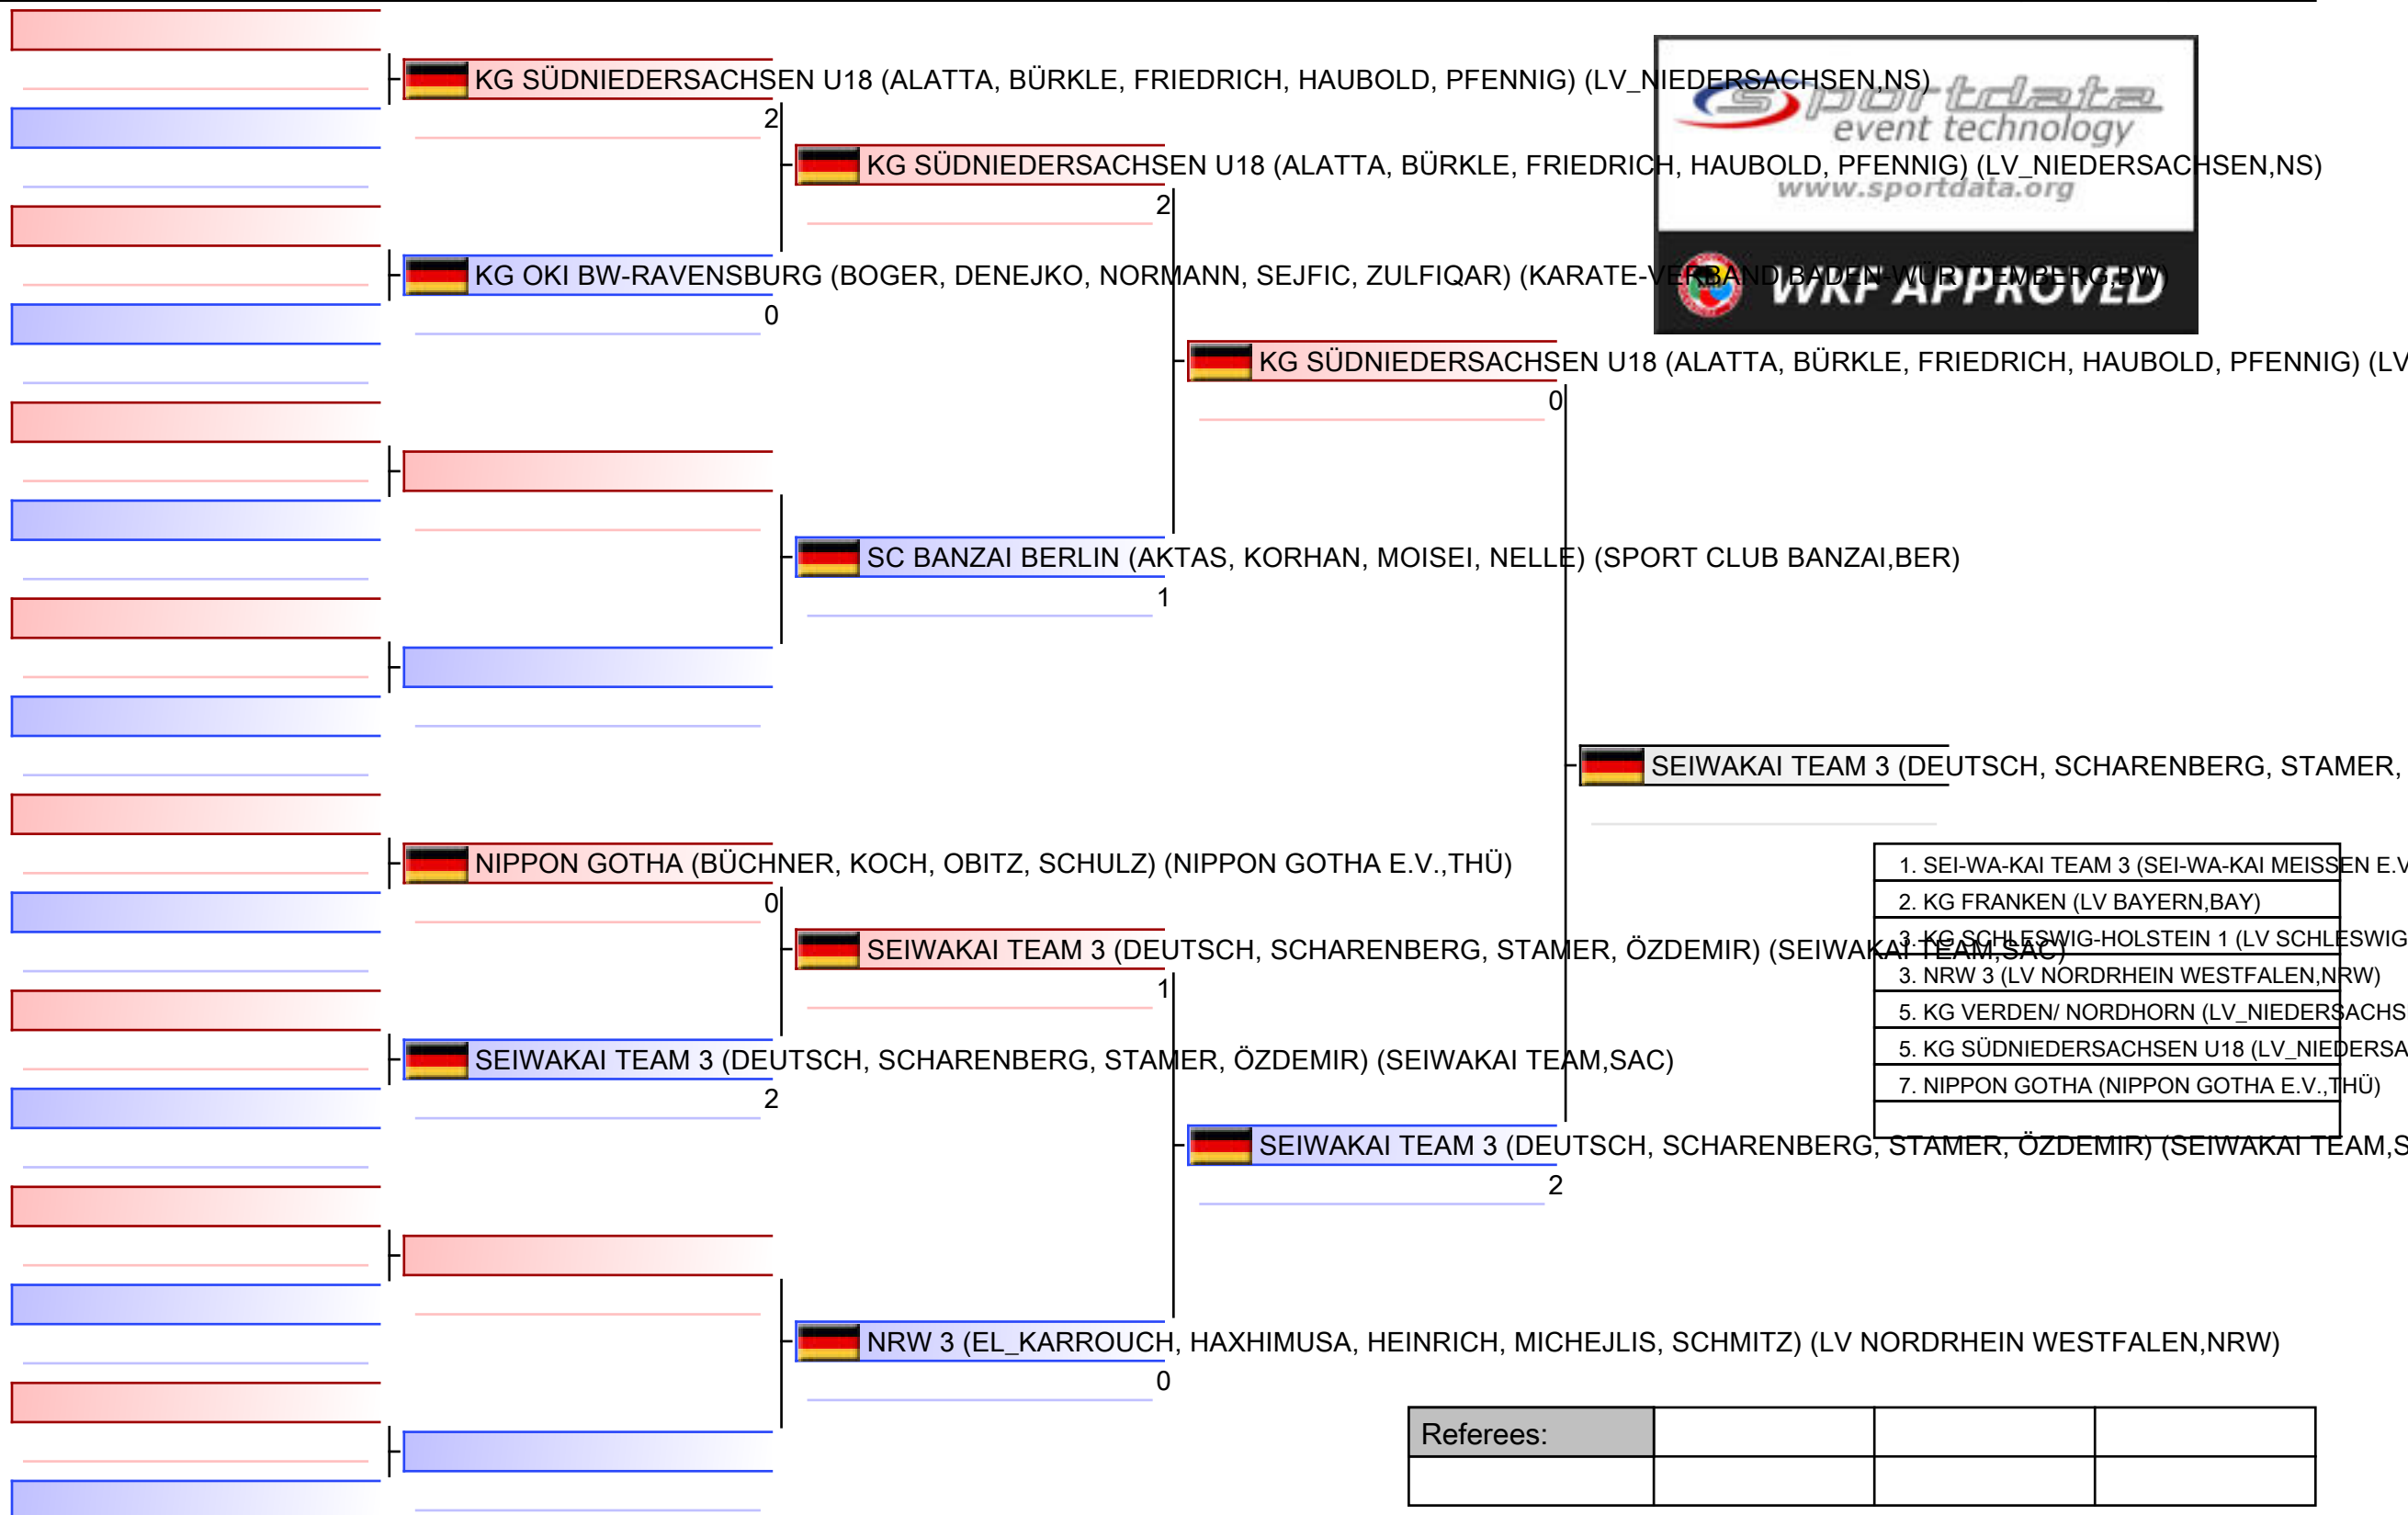 KG SÜDNIEDERSACHSEN U18 (ALATTA, BÜRKLE, FRIEDRICH, HAUBOLD, PFENNIG) (LV_NIEDERSACHSEN,NS)
2
sportdata
event technology
www.sportdata.org
WKF APPROVED
KG SÜDNIEDERSACHSEN U18 (ALATTA, BÜRKLE, FRIEDRICH, HAUBOLD, PFENNIG) (LV_NIEDERSACHSEN,NS)
2
KG OKI BW-RAVENSBURG (BOGER, DENEJKO, NORMANN, SEJFIC, ZULFIQAR) (KARATE-VERBAND BADEN-WÜRTTEMBERG,BW)
0
KG SÜDNIEDERSACHSEN U18 (ALATTA, BÜRKLE, FRIEDRICH, HAUBOLD, PFENNIG) (LV
0
SC BANZAI BERLIN (AKTAS, KORHAN, MOISEI, NELLE) (SPORT CLUB BANZAI,BER)
1
SEIWAKAI TEAM 3 (DEUTSCH, SCHARENBERG, STAMER,
NIPPON GOTHA (BÜCHNER, KOCH, OBITZ, SCHULZ) (NIPPON GOTHA E.V.,THÜ)
0
SEIWAKAI TEAM 3 (DEUTSCH, SCHARENBERG, STAMER, ÖZDEMIR) (SEIWAKAI TEAM,SAC)
1
SEIWAKAI TEAM 3 (DEUTSCH, SCHARENBERG, STAMER, ÖZDEMIR) (SEIWAKAI TEAM,SAC)
2
1. SEI-WA-KAI TEAM 3 (SEI-WA-KAI MEISSEN E.V
2. KG FRANKEN (LV BAYERN,BAY)
3. KG SCHLESWIG-HOLSTEIN 1 (LV SCHLESWIG
3. NRW 3 (LV NORDRHEIN WESTFALEN,NRW)
5. KG VERDEN/ NORDHORN (LV_NIEDERSACHS
5. KG SÜDNIEDERSACHSEN U18 (LV_NIEDERSA
7. NIPPON GOTHA (NIPPON GOTHA E.V.,THÜ)
SEIWAKAI TEAM 3 (DEUTSCH, SCHARENBERG, STAMER, ÖZDEMIR) (SEIWAKAI TEAM,S
2
NRW 3 (EL_KARROUCH, HAXHIMUSA, HEINRICH, MICHEJLIS, SCHMITZ) (LV NORDRHEIN WESTFALEN,NRW)
0
Referees: